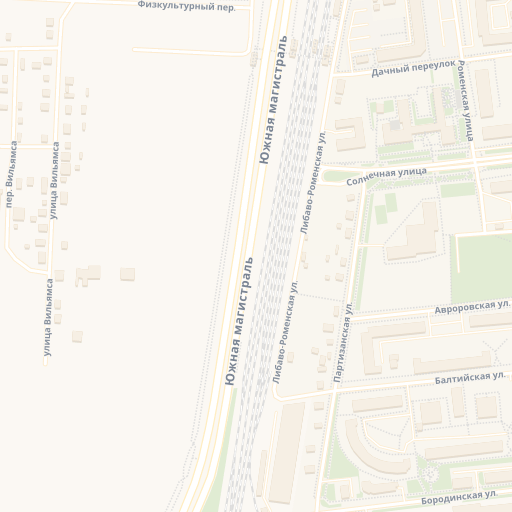 Физкультурный пер.
Южная магистраль
Дачный переулок
Роменская улица
пер. Вильямса
улица Вильямса
Либаво-Роменская ул.
Солнечная улица
Южная магистраль
улица Вильямса
Либаво-Роменская ул.
Партизанская ул.
Авроровская ул.
Балтийская ул.
Бородинская ул.